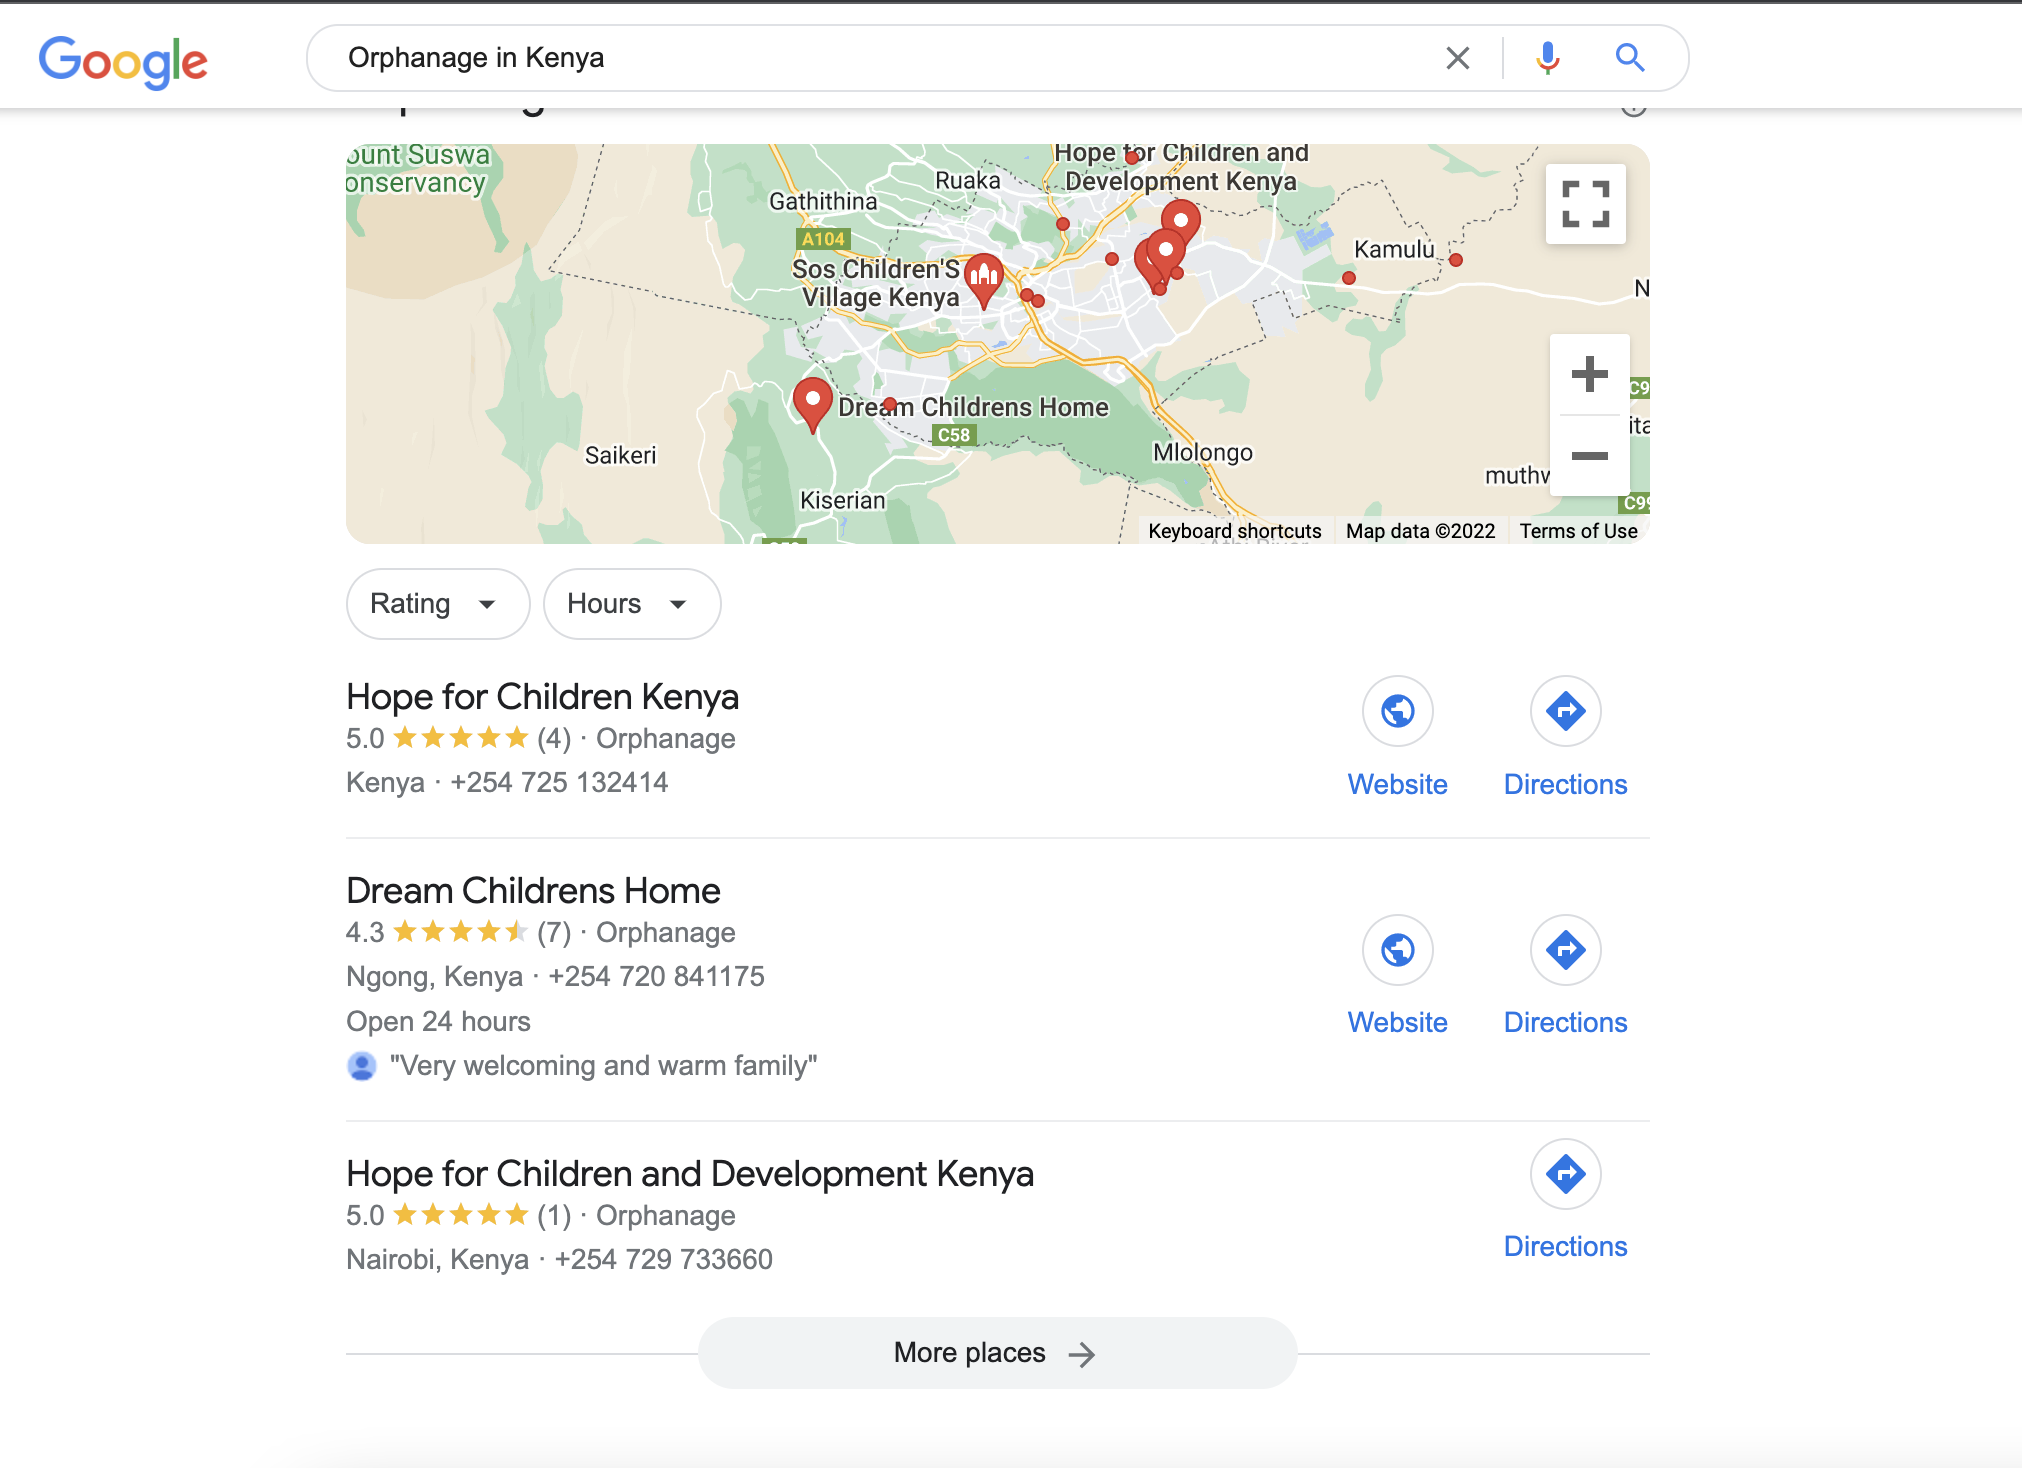 Google
Orphanage in Kenya
ount Suswa
onservancy
Hope for Children and
Development Kenya
Ruaka
Gathithina
A104
Sos Children'S
Village Kenya
Kamulu
N
Dream Childrens Home
C58
C9
ita
Saikeri
Mlolongo
muthw
Kiserian
C99
Keyboard shortcuts
Map data ©2022
Terms of Use
Rating
Hours
Hope for Children Kenya
5.0 ★★★★★ (4) · Orphanage
Kenya · +254 725 132414
Website
Directions
Dream Childrens Home
4.3 (7) · Orphanage
Ngong, Kenya · +254 720 841175
Open 24 hours
"Very welcoming and warm family"
Website
Directions
Hope for Children and Development Kenya
5.0 ★★★★★ (1) · Orphanage
Nairobi, Kenya · +254 729 733660
Directions
More places →